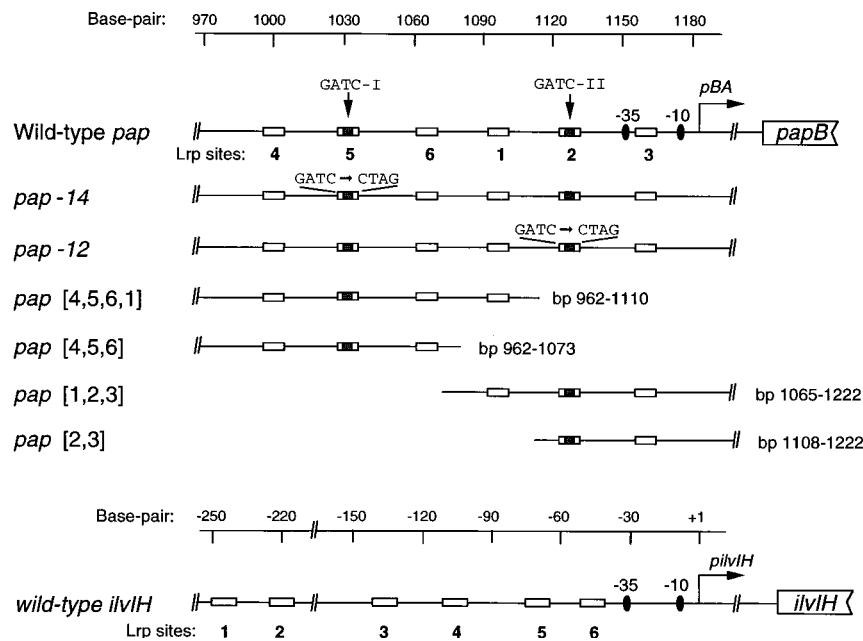 Base-pair: 970 1000 1030 1060 1090 1120 1150 1180
GATC-I GATC-II pBA
-35 -10
Wild-type pap papB
Lrp sites: 4 5 6 1 2 3
GATC→CTAG
pap -14
GATC→CTAG
pap -12
pap [4,5,6,1] bp 962-1110
pap [4,5,6] bp 962-1073
pap [1,2,3] bp 1065-1222
pap [2,3] bp 1108-1222
Base-pair: -250 -220 -150 -120 -90 -60 -30 +1
pilvIH
-35 -10
wild-type ilvIH ilvIH
Lrp sites: 1 2 3 4 5 6